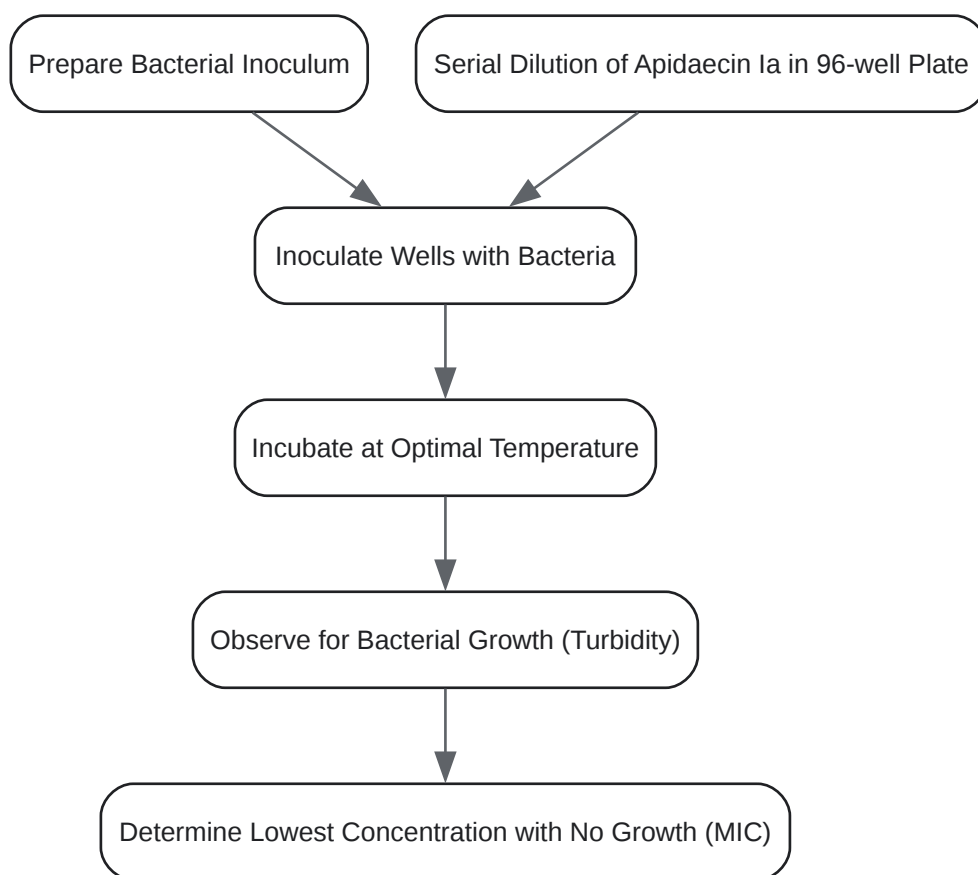 Prepare Bacterial Inoculum
Serial Dilution of Apidaecin Ia in 96-well Plate
Inoculate Wells with Bacteria
Incubate at Optimal Temperature
Observe for Bacterial Growth (Turbidity)
Determine Lowest Concentration with No Growth (MIC)